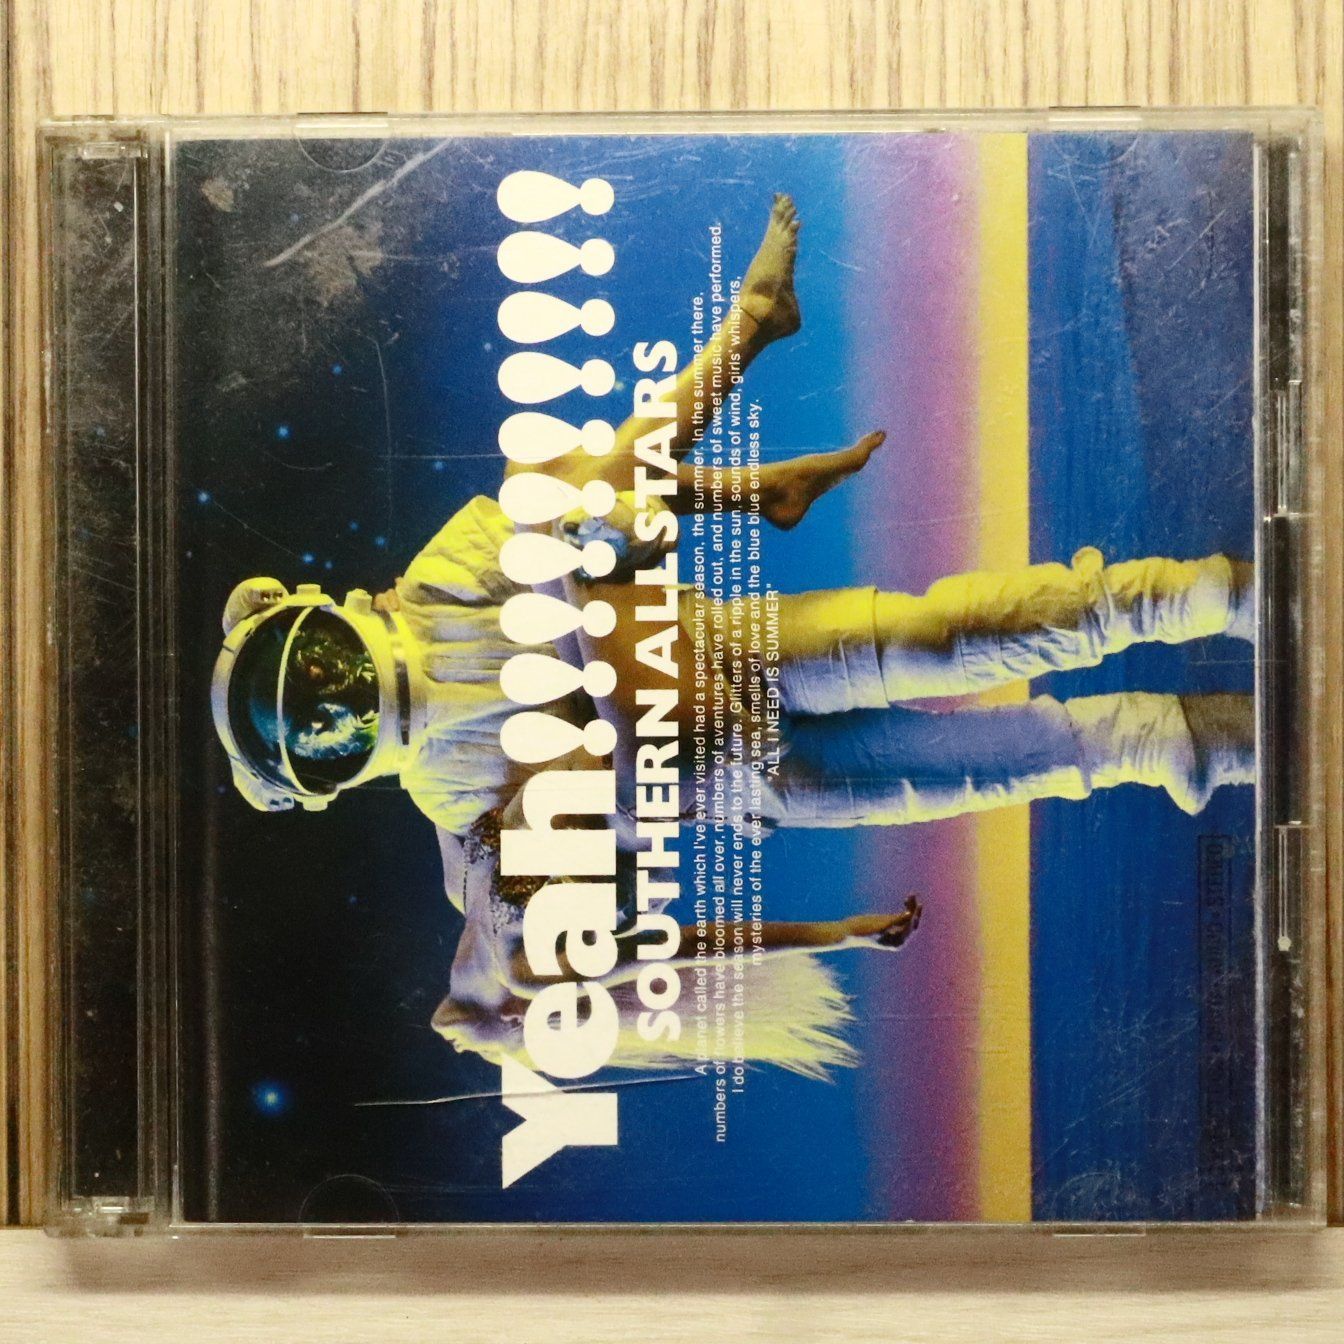 Yeah!!!!!!!!!!
SOUTHERN ALL STARS
A planet called the earth which I've ever visited had a spectacular season, the summer. In the summer there,
numbers of flowers have bloomed all over, numbers of aventures have rolled out, and numbers of sweet music have performed.
I do believe the season will never ends to the future. Glitters of a ripple in the sun, sounds of wind, girls' whispers,
mysteries of the ever lasting sea, smells of love and the blue blue endless sky.
"ALL I NEED IS SUMMER"